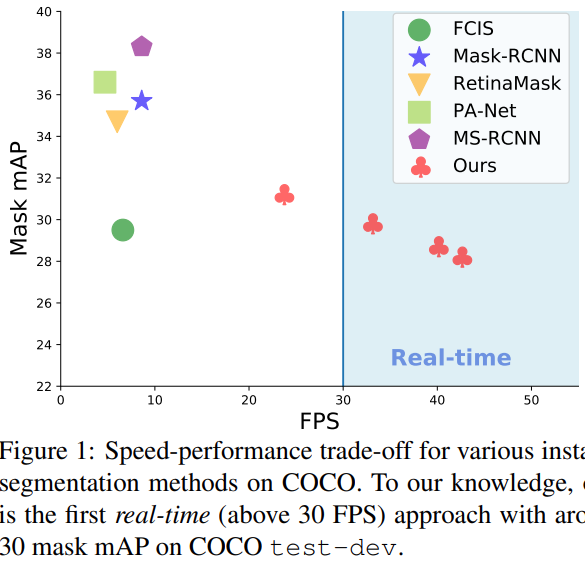 40
38
36
34
32
30
28
26
24
22
Mask mAP
0 10 20 30 40 50
FPS
FCIS
Mask-RCNN
RetinaMask
PA-Net
MS-RCNN
Ours
Real-time
Figure 1: Speed-performance trade-off for various
segmentation methods on COCO. To our knowledge,
is the first real-time (above 30 FPS) approach with
30 mask mAP on COCO test-dev.